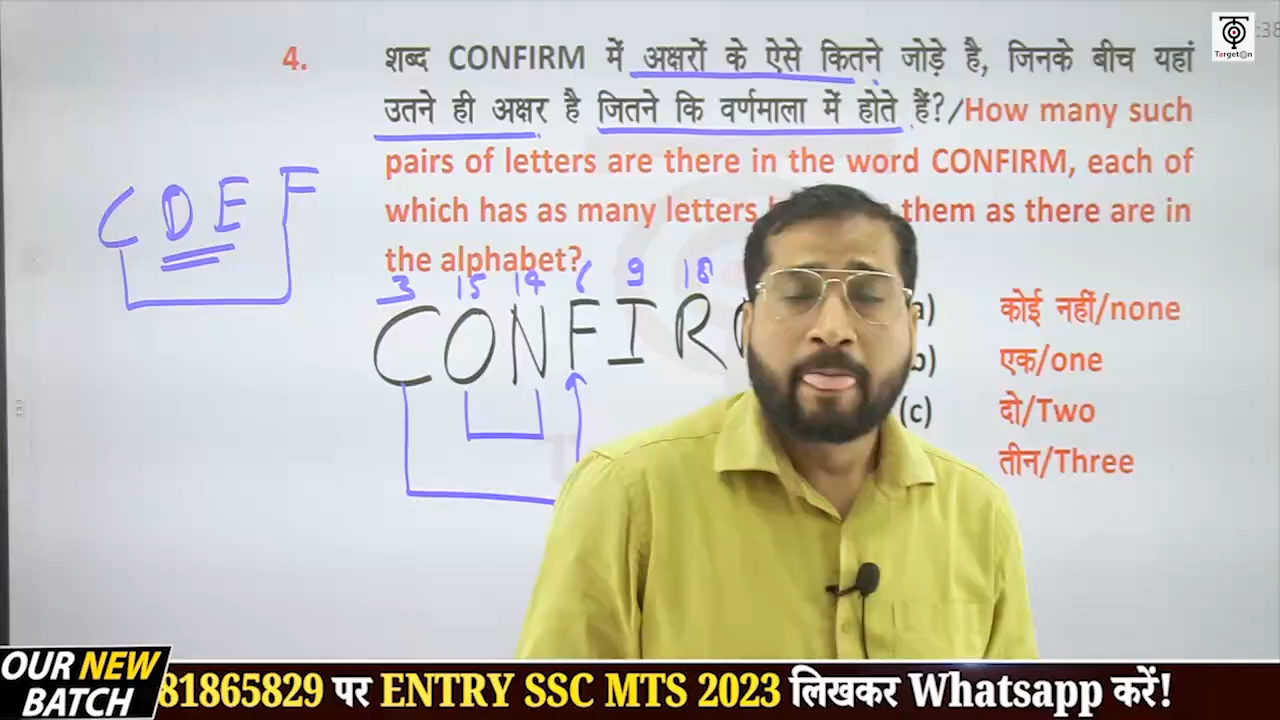 :38
Target@n
4. शब्द CONFIRM में अक्षरों के ऐसे कितने जोड़े है, जिनके बीच यहां
उतने ही अक्षर है जितने कि वर्णमाला में होते हैं?/How many such
pairs of letters are there in the word CONFIRM, each of
which has as many letters them as there are in
the alphabet?
C D E F
3 15 14 6 9 18
CONFIR
a) कोई नहीं/none
b) एक/one
(c) दो/Two
तीन/Three
OUR NEW
BATCH
81865829 पर ENTRY SSC MTS 2023 लिखकर Whatsapp करें!